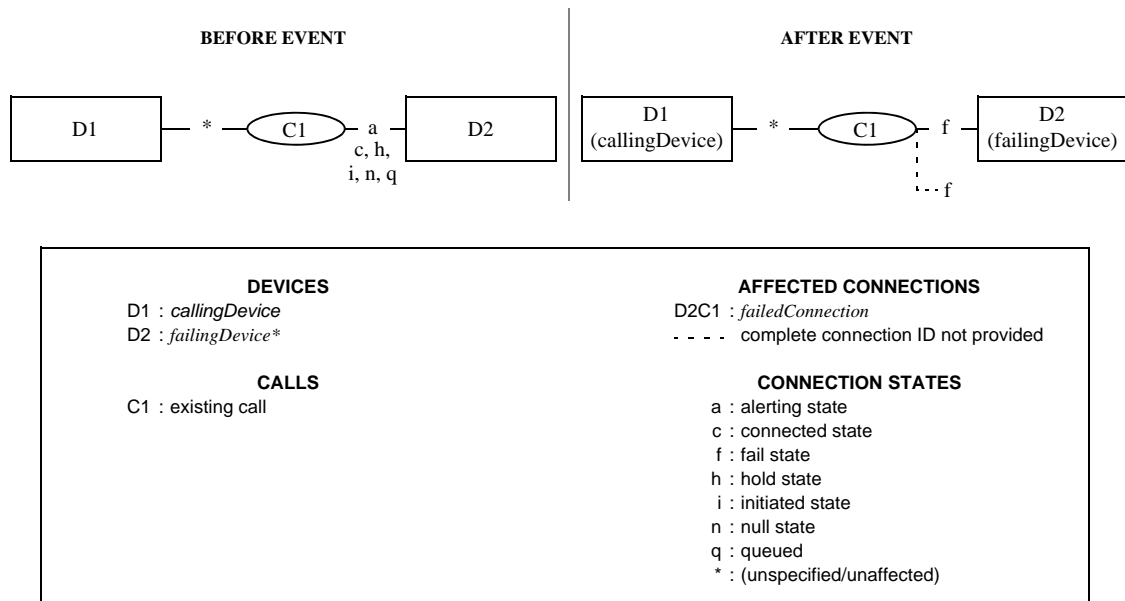 BEFORE EVENT
AFTER EVENT
D1
*
C1
a
c, h,
i, n, q
D2
D1
(callingDevice)
*
C1
f
D2
(failingDevice)
f
DEVICES
D1 : callingDevice
D2 : failingDevice*
CALLS
C1 : existing call
AFFECTED CONNECTIONS
D2C1 : failedConnection
- - - - complete connection ID not provided
CONNECTION STATES
a : alerting state
c : connected state
f : fail state
h : hold state
i : initiated state
n : null state
q : queued
* : (unspecified/unaffected)